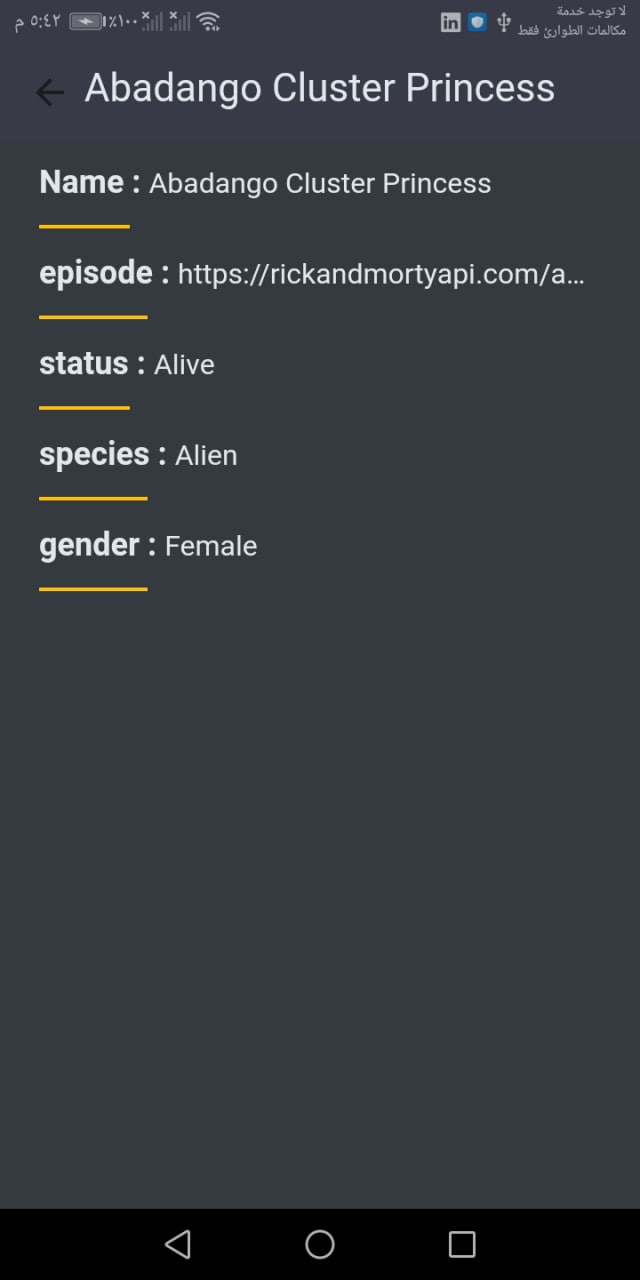 ٥:٤٢ م
٪١٠٠
in
لا توجد خدمة
مكالمات الطوارئ فقط
Abadango Cluster Princess
Name : Abadango Cluster Princess
episode : https://rickandmortyapi.com/a…
status : Alive
species : Alien
gender : Female